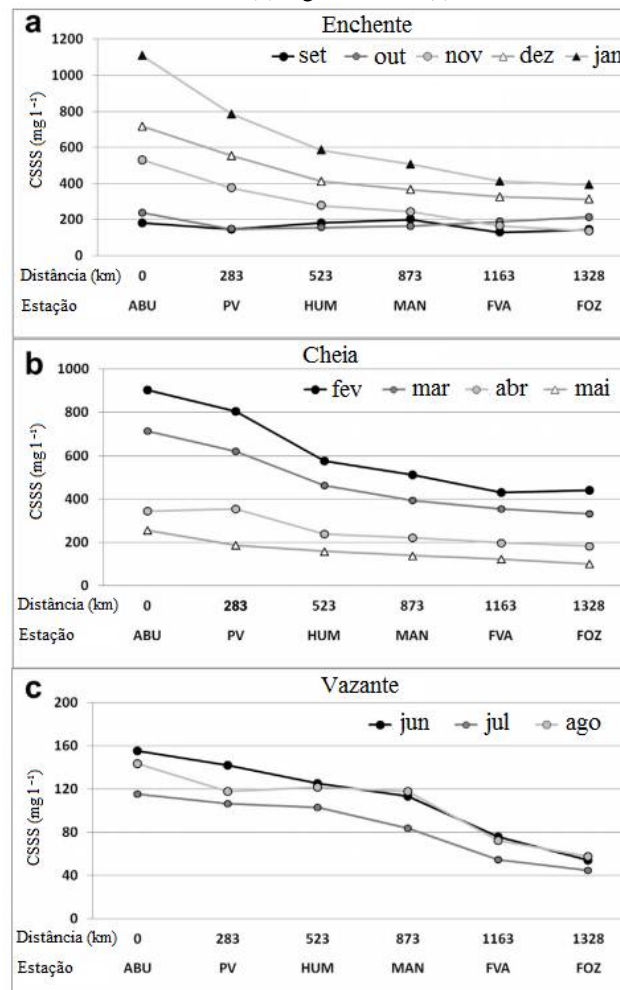 a Enchente
set out nov dez jan
CSSS (mg l⁻¹)
1200
1000
800
600
400
200
0
Distância (km) 0 283 523 873 1163 1328
Estação ABU PV HUM MAN FVA FOZ
b Cheia
fev mar abr mai
CSSS (mg l⁻¹)
1000
800
600
400
200
0
Distância (km) 0 283 523 873 1163 1328
Estação ABU PV HUM MAN FVA FOZ
c Vazante
jun jul ago
CSSS (mg l⁻¹)
200
160
120
80
40
0
Distância (km) 0 283 523 873 1163 1328
Estação ABU PV HUM MAN FVA FOZ